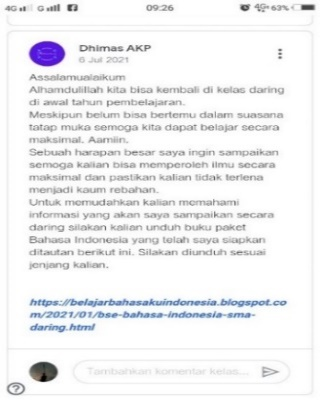 4G G 09:26 4G+ 63%
Dhimas AKP
6 Jul 2021
Assalamualaikum
Alhamdulillah kita bisa kembali di kelas daring
di awal tahun pembelajaran.
Meskipun belum bisa bertemu dalam suasana
tatap muka semoga kita dapat belajar secara
maksimal. Aamiin.
Sebuah harapan besar saya ingin sampaikan
semoga kalian bisa memperoleh ilmu secara
maksimal dan pastikan kalian tidak terlena
menjadi kaum rebahan.
Untuk memudahkan kalian memahami
informasi yang akan saya sampaikan secara
daring silakan kalian unduh buku paket
Bahasa Indonesia yang telah saya siapkan
ditautan berikut ini. Silakan diunduh sesuai
jenjang kalian.
https://belajarbahasakuindonesia.blogspot.co
m/2021/01/bse-bahasa-indonesia-sma-
daring.html
Tambahkan komentar kelas...